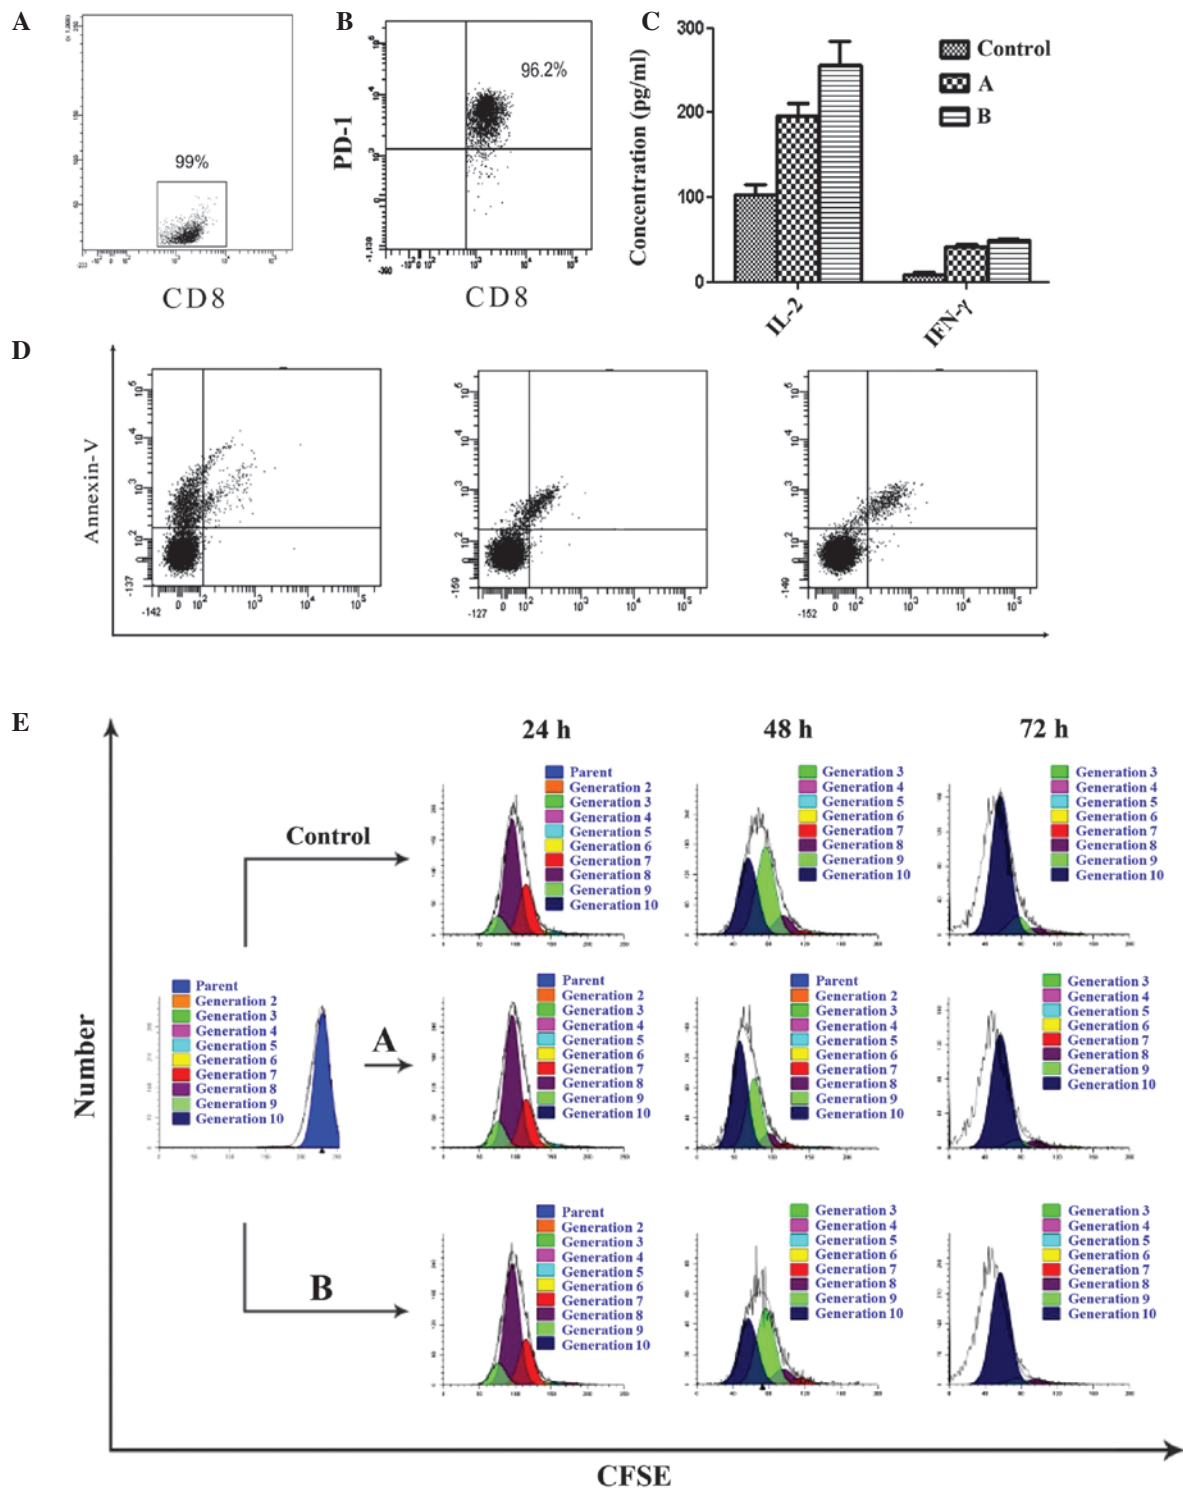 A
B
C
99%
CD8
96.2%
PD-1
CD8
Concentration (pg/ml)
300
200
100
0
Control
A
B
IL-2
IFN-γ
D
Annexin-V
-137
-142
-159
-127
-149
-152
E
24 h
48 h
72 h
Number
Control
A
B
Parent
Generation 2
Generation 3
Generation 4
Generation 5
Generation 6
Generation 7
Generation 8
Generation 9
Generation 10
Generation 3
Generation 4
Generation 5
Generation 6
Generation 7
Generation 8
Generation 9
Generation 10
Generation 3
Generation 4
Generation 5
Generation 6
Generation 7
Generation 8
Generation 9
Generation 10
Parent
Generation 2
Generation 3
Generation 4
Generation 5
Generation 6
Generation 7
Generation 8
Generation 9
Generation 10
Parent
Generation 2
Generation 3
Generation 4
Generation 5
Generation 6
Generation 7
Generation 8
Generation 9
Generation 10
Parent
Generation 2
Generation 3
Generation 4
Generation 5
Generation 6
Generation 7
Generation 8
Generation 9
Generation 10
Generation 3
Generation 4
Generation 5
Generation 6
Generation 7
Generation 8
Generation 9
Generation 10
Parent
Generation 2
Generation 3
Generation 4
Generation 5
Generation 6
Generation 7
Generation 8
Generation 9
Generation 10
Generation 3
Generation 4
Generation 5
Generation 6
Generation 7
Generation 8
Generation 9
Generation 10
Generation 3
Generation 4
Generation 5
Generation 6
Generation 7
Generation 8
Generation 9
Generation 10
CFSE